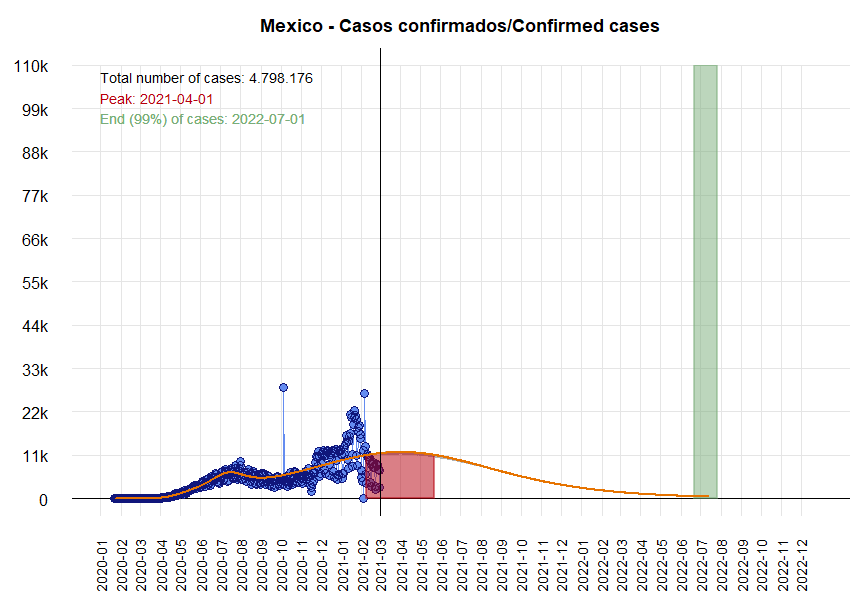 Mexico - Casos confirmados/Confirmed cases
110k
Total number of cases: 4.798.176
Peak: 2021-04-01
99k
End (99%) of cases: 2022-07-01
88k
77k
66k
55k
44k
33k
22k
11k
0
2020-01
2020-02
2020-03
2020-04
2020-05
2020-06
2020-07
2020-08
2020-09
2020-10
2020-11
2020-12
2021-01
2021-02
2021-03
2021-04
2021-05
2021-06
2021-07
2021-08
2021-09
2021-10
2021-11
2021-12
2022-01
2022-02
2022-03
2022-04
2022-05
2022-06
2022-07
2022-08
2022-09
2022-10
2022-11
2022-12